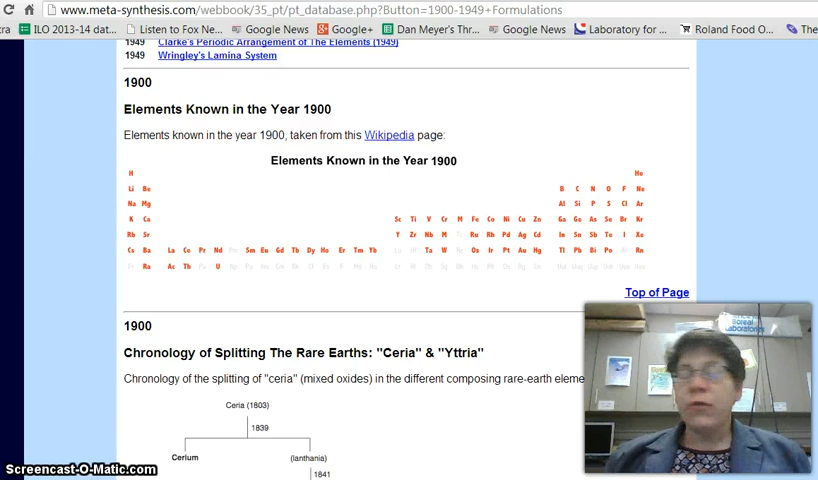 www.meta-synthesis.com/webbook/35_pt/pt_database.php?Button=1900-1949+Formulations
ILO 2013-14 dat... Listen to Fox New... Google News Google+ Dan Meyer's Thr... Google News Laboratory for ... Roland Food O... The
1949 Clarke's Periodic Arrangement of The Elements (1949)
1949 Wringley's Lamina System
1900
Elements Known in the Year 1900
Elements known in the year 1900, taken from this Wikipedia page:
Elements Known in the Year 1900
H He
Li Be B C N O F Ne
Na Mg Al Si P S Cl Ar
K Ca Sc Ti V Cr M Fe Co Ni Cu Zn Ga Ge As Se Br Kr
Rb Sr Y Zr Nb M Ru Rh Pd Ag Cd In Sn Sb Te I Xe
Cs Ba La Ce Pr Nd Sm Eu Gd Tb Dy Ho Er Tm Yb Ta W Os Ir Pt Au Hg Tl Pb Bi Po Rn
Ra Ac Th U
Top of Page
1900
Chronology of Splitting The Rare Earths: "Ceria" & "Yttria"
Chronology of the splitting of "ceria" (mixed oxides) in the different composing rare-earth eleme
Ceria (1803)
1839
Cerium (lanthania)
1841
Screencast-O-Matic.com